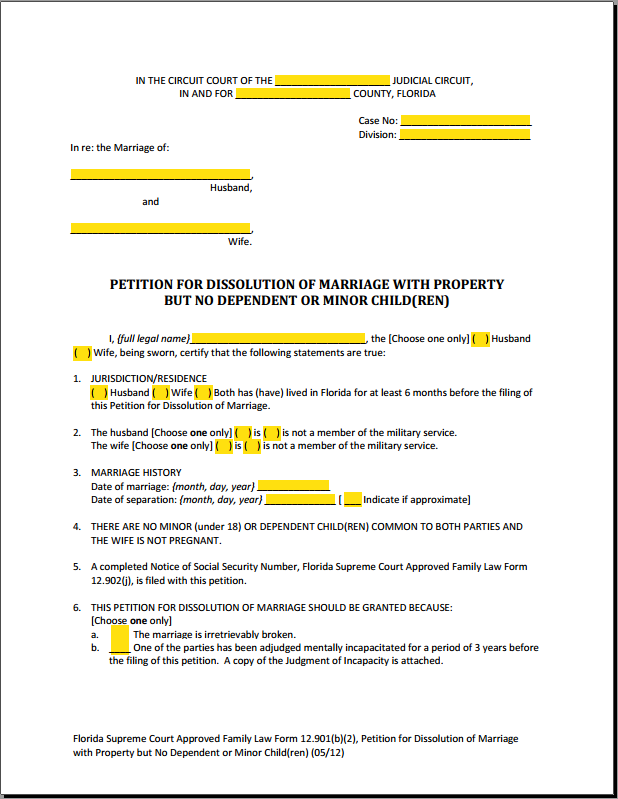 IN THE CIRCUIT COURT OF THE ____________________ JUDICIAL CIRCUIT,
IN AND FOR ____________________ COUNTY, FLORIDA
Case No: ______________________
Division: ______________________
In re: the Marriage of:
______________________________,
Husband,
and
______________________________,
Wife.
PETITION FOR DISSOLUTION OF MARRIAGE WITH PROPERTY
BUT NO DEPENDENT OR MINOR CHILD(REN)
I, {full legal name}______________________________, the [Choose one only] ( ) Husband
( ) Wife, being sworn, certify that the following statements are true:
1. JURISDICTION/RESIDENCE
( ) Husband ( ) Wife ( ) Both has (have) lived in Florida for at least 6 months before the filing of
this Petition for Dissolution of Marriage.
2. The husband [Choose one only] ( ) is ( ) is not a member of the military service.
The wife [Choose one only] ( ) is ( ) is not a member of the military service.
3. MARRIAGE HISTORY
Date of marriage: {month, day, year} ____________
Date of separation: {month, day, year} ____________ [ ___ Indicate if approximate]
4. THERE ARE NO MINOR (under 18) OR DEPENDENT CHILD(REN) COMMON TO BOTH PARTIES AND
THE WIFE IS NOT PREGNANT.
5. A completed Notice of Social Security Number, Florida Supreme Court Approved Family Law Form
12.902(j), is filed with this petition.
6. THIS PETITION FOR DISSOLUTION OF MARRIAGE SHOULD BE GRANTED BECAUSE:
[Choose one only]
a. ____ The marriage is irretrievably broken.
b. ____ One of the parties has been adjudged mentally incapacitated for a period of 3 years before
the filing of this petition. A copy of the Judgment of Incapacity is attached.
Florida Supreme Court Approved Family Law Form 12.901(b)(2), Petition for Dissolution of Marriage
with Property but No Dependent or Minor Child(ren) (05/12)